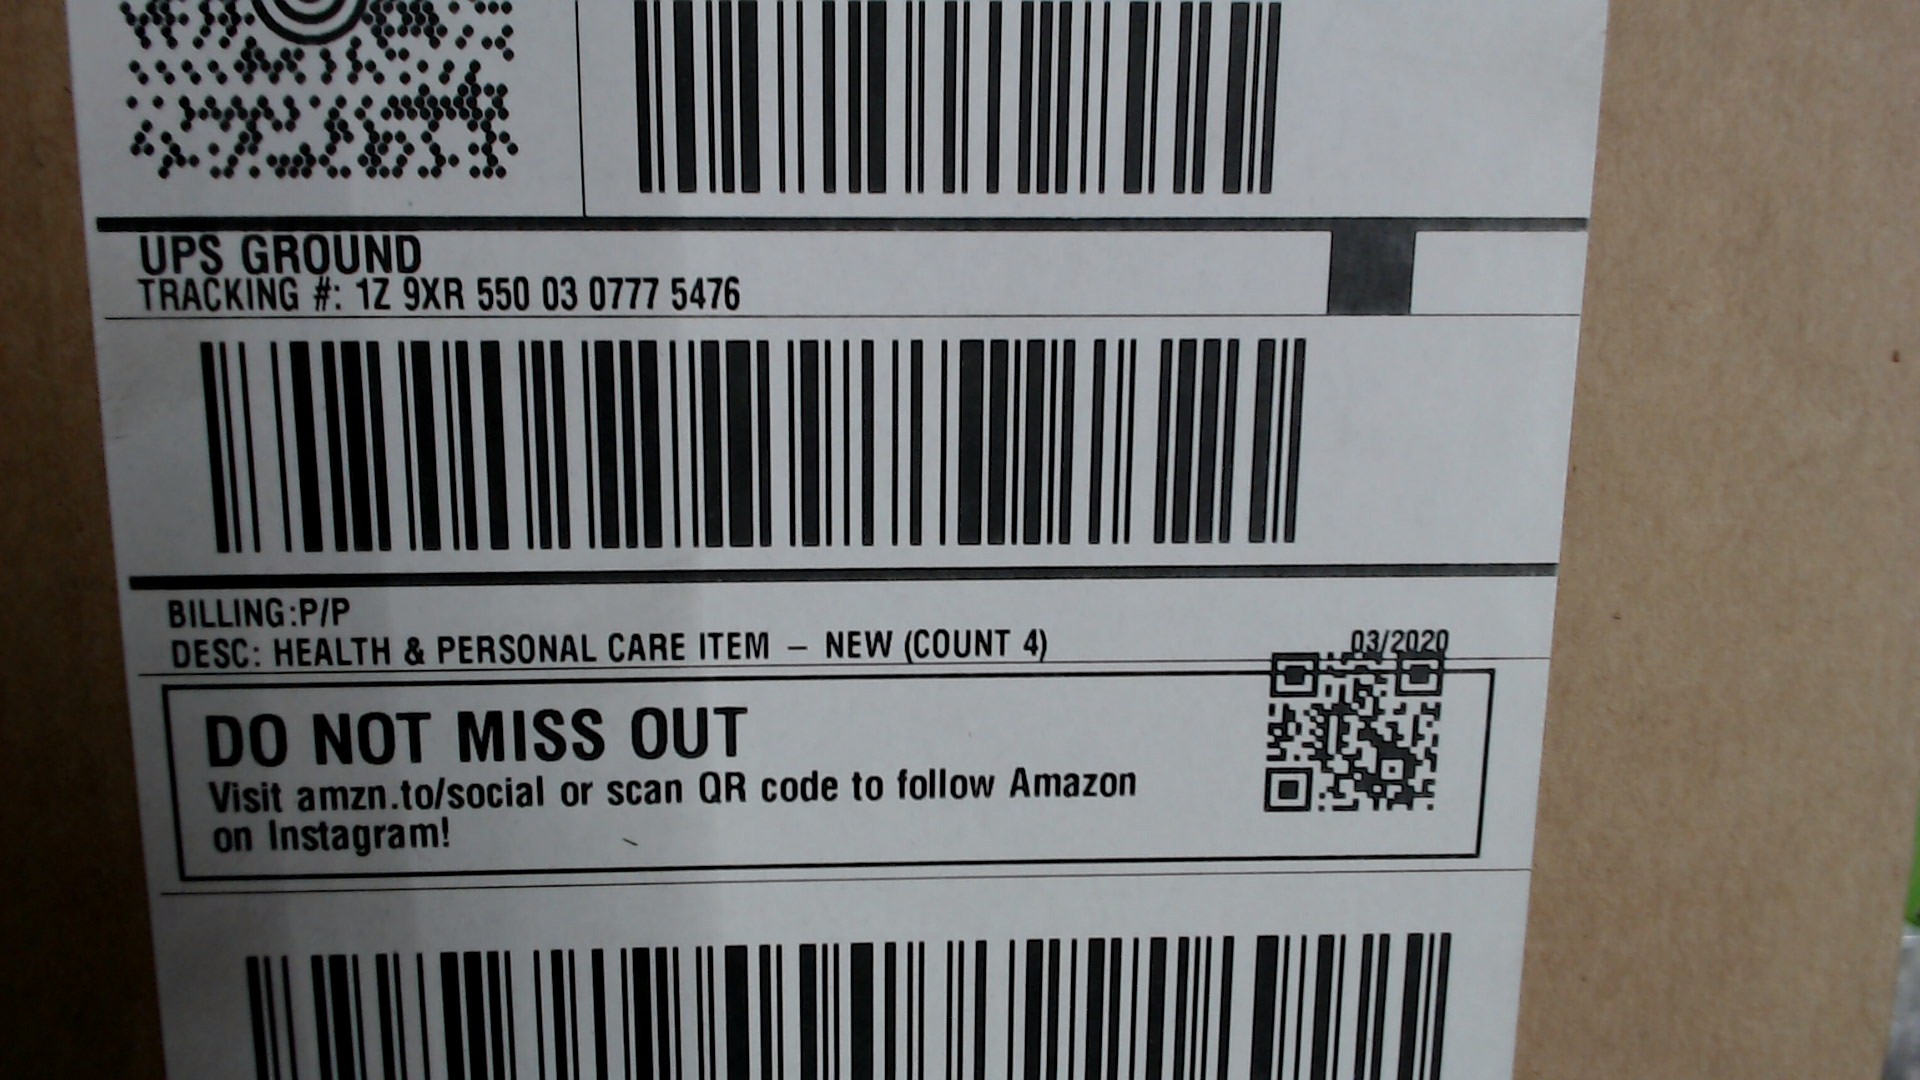 UPS GROUND
TRACKING #: 1Z 9XR 550 03 0777 5476
BILLING:P/P
DESC: HEALTH & PERSONAL CARE ITEM – NEW (COUNT 4)
03/2020
DO NOT MISS OUT
Visit amzn.to/social or scan QR code to follow Amazon
on Instagram!